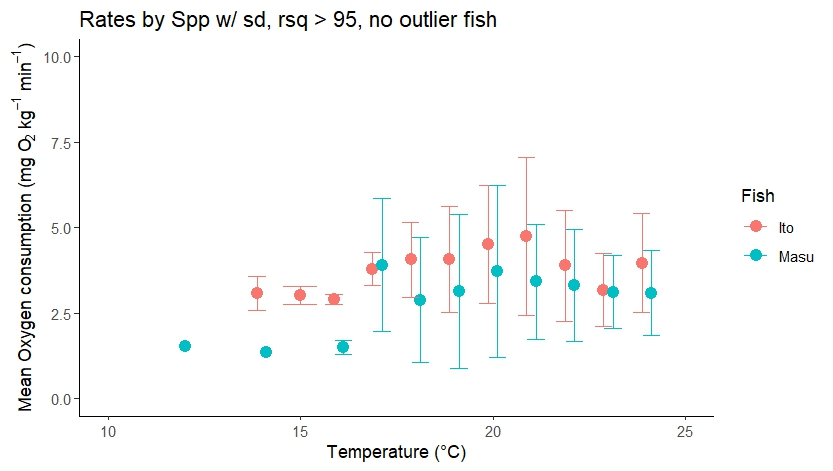 Rates by Spp w/ sd, rsq > 95, no outlier fish
Mean Oxygen consumption (mg O₂ kg⁻¹ min⁻¹)
10.0
7.5
5.0
2.5
0.0
10 15 20 25
Temperature (°C)
Fish
Ito
Masu